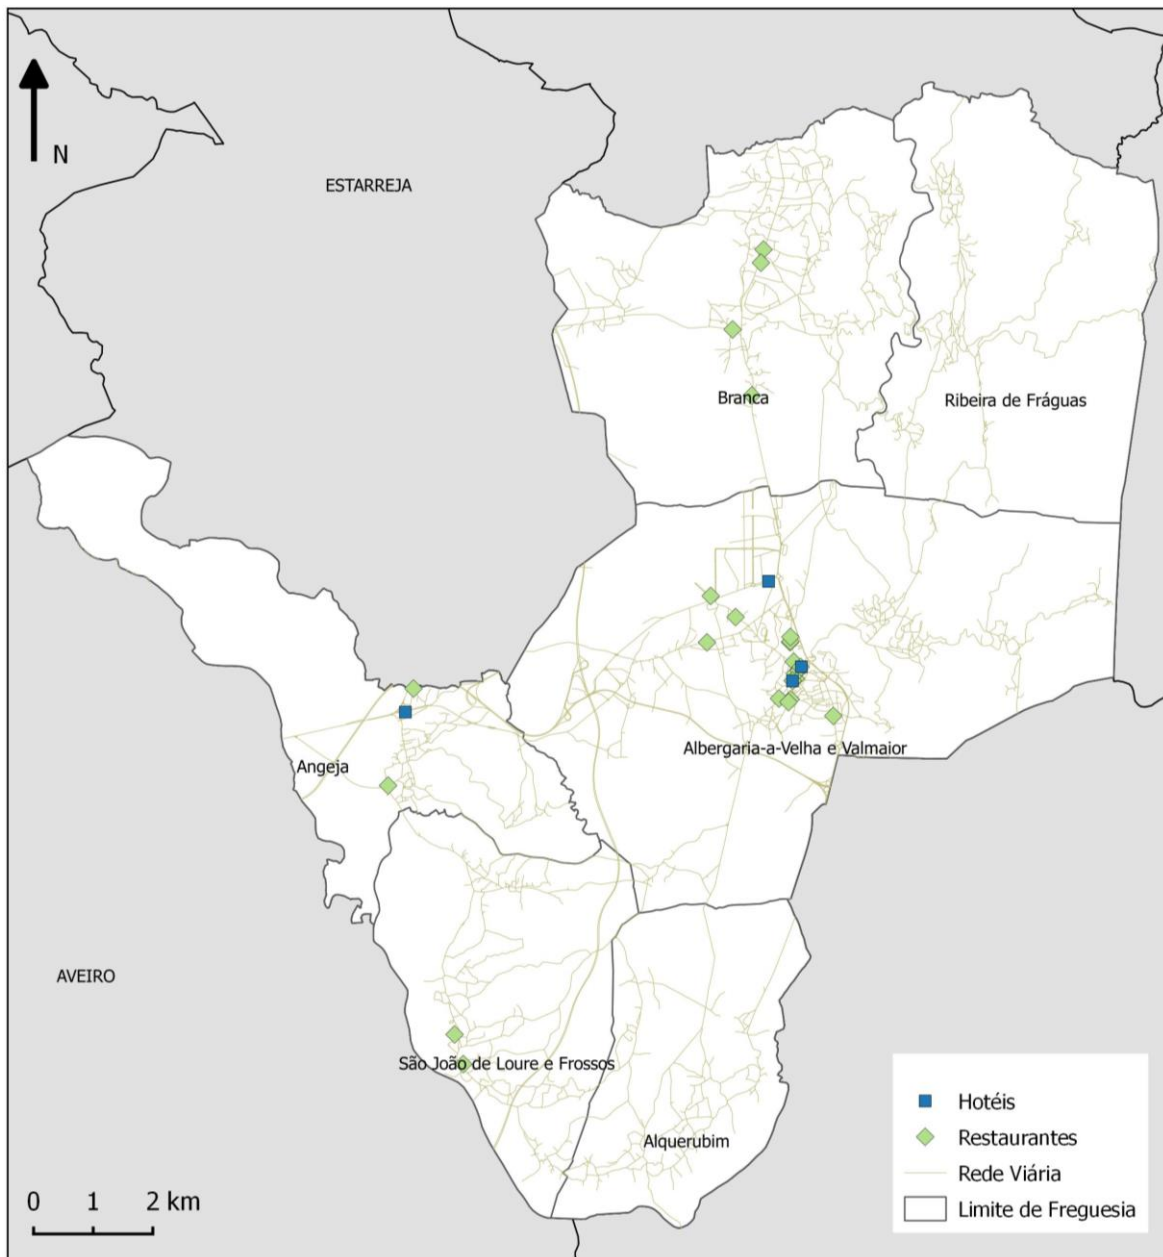 N
ESTARREJA
Branca
Ribeira de Fráguas
Albergaria-a-Velha e Valmaior
Angeja
AVEIRO
São João de Loure e Frossos
Alquerubim
Hotéis
Restaurantes
Rede Viária
Limite de Freguesia
0 1 2 km